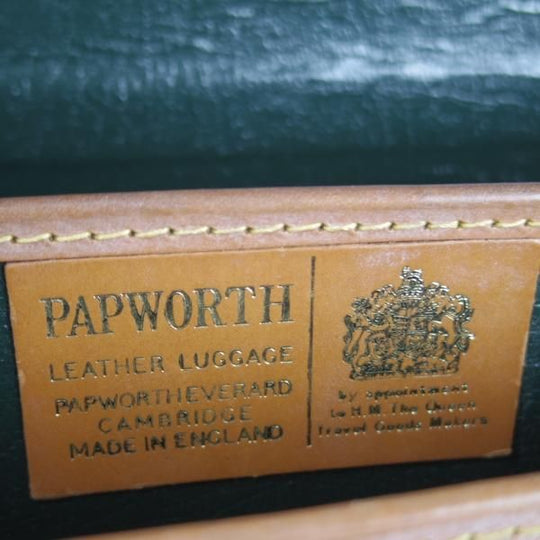 PAPWORTH
LEATHER LUGGAGE
PAPWORTH EVERARD
CAMBRIDGE
MADE IN ENGLAND
by appointment
to H.M. The Queen
Travel Goods Makers